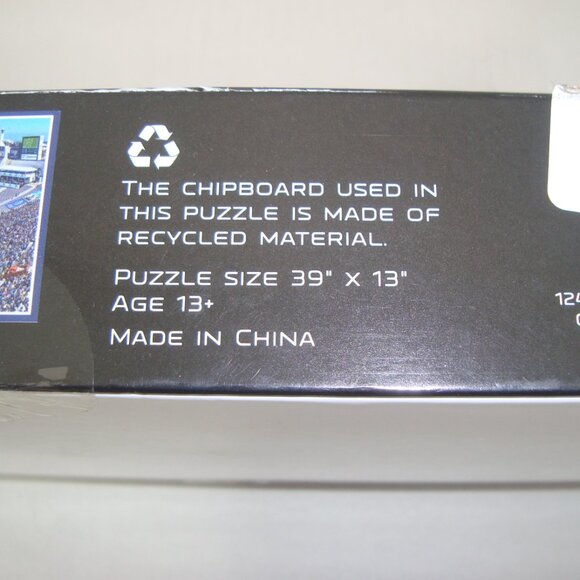 THE CHIPBOARD USED IN
THIS PUZZLE IS MADE OF
RECYCLED MATERIAL.
PUZZLE SIZE 39" X 13"
AGE 13+
MADE IN CHINA
124